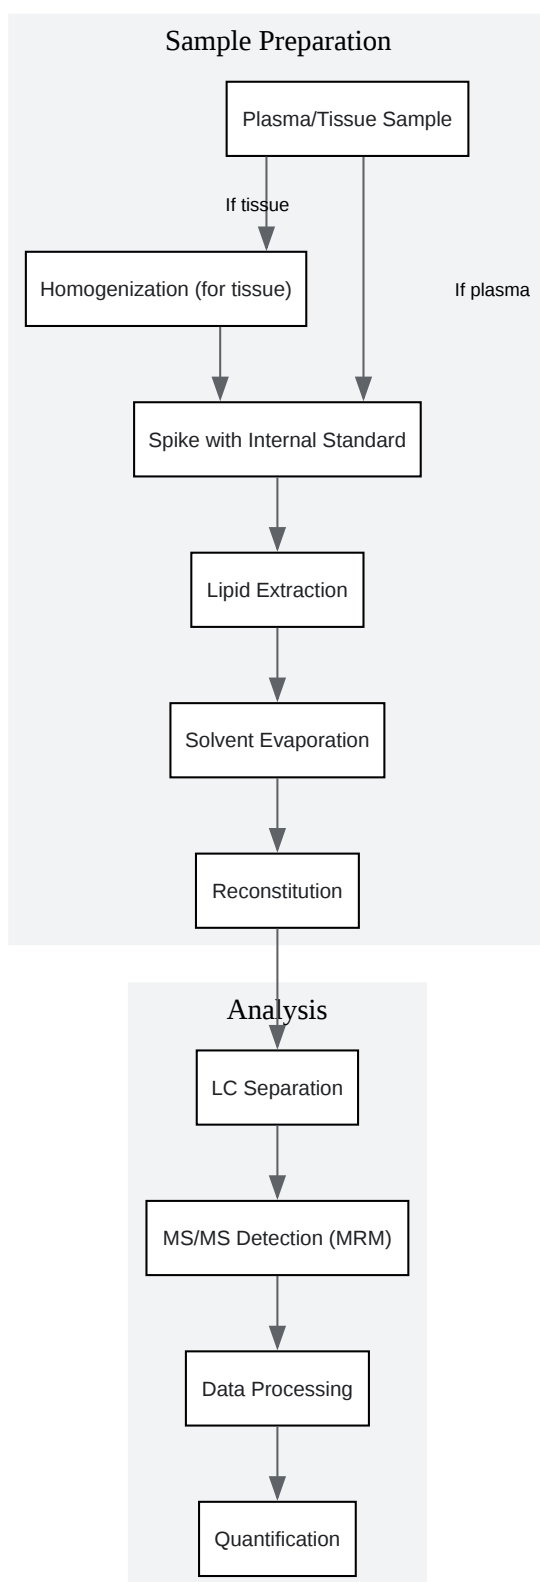 Sample Preparation
Plasma/Tissue Sample
If tissue
Homogenization (for tissue)
If plasma
Spike with Internal Standard
Lipid Extraction
Solvent Evaporation
Reconstitution
Analysis
LC Separation
MS/MS Detection (MRM)
Data Processing
Quantification